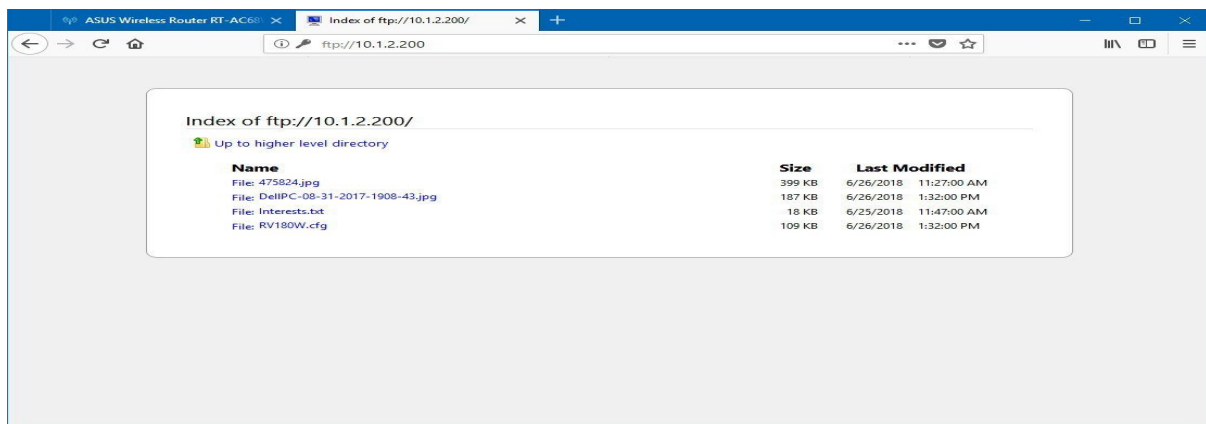 ASUS Wireless Router RT-AC68 Index of ftp://10.1.2.200/
ftp://10.1.2.200
Index of ftp://10.1.2.200/
Up to higher level directory
Name Size Last Modified
File: 475824.jpg 399 KB 6/26/2018 11:27:00 AM
File: DellPC-08-31-2017-1908-43.jpg 187 KB 6/26/2018 1:32:00 PM
File: Interests.txt 18 KB 6/25/2018 11:47:00 AM
File: RV180W.cfg 109 KB 6/26/2018 1:32:00 PM